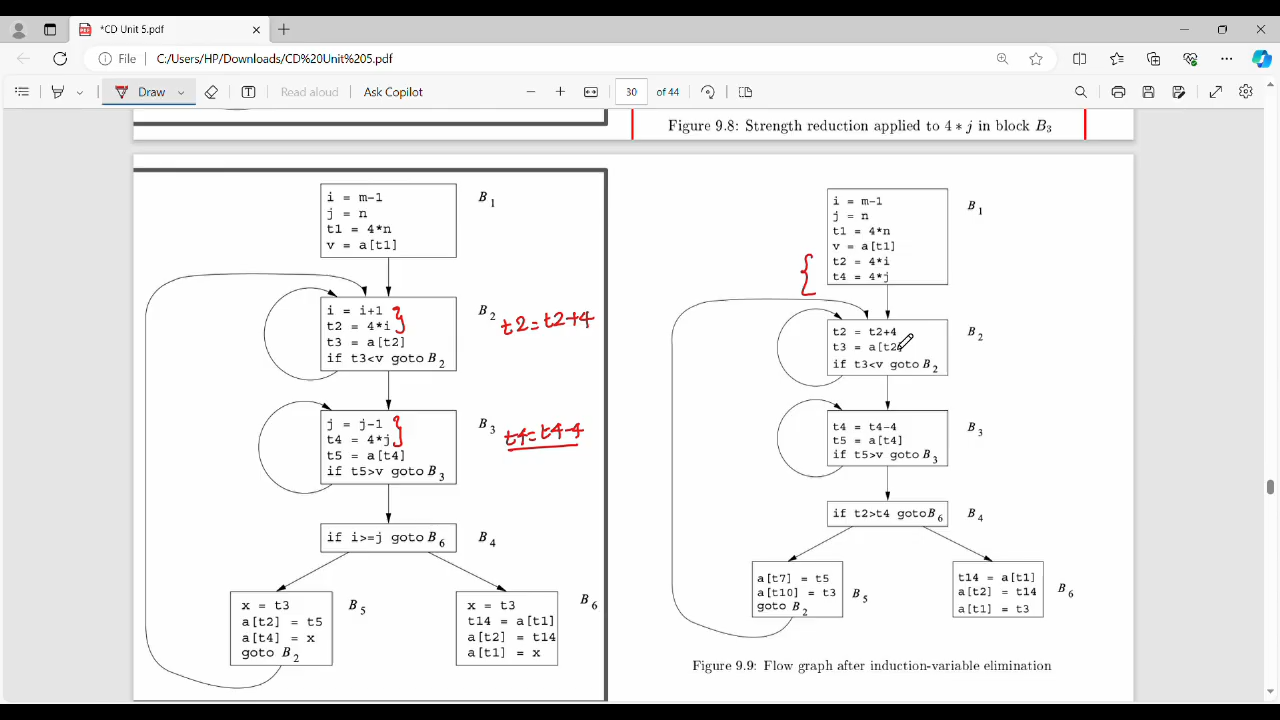 *CD Unit 5.pdf
File C:/Users/HP/Downloads/CD%20Unit%205.pdf
Draw Read aloud Ask Copilot 30 of 44
Figure 9.8: Strength reduction applied to 4 * j in block B3
i = m-1
j = n
t1 = 4*n
v = a[t1]
B1
i = i+1
t2 = 4*i
t3 = a[t2]
if t3<v goto B2
B2
t2 = t2+4
j = j-1
t4 = 4*j
t5 = a[t4]
if t5>v goto B3
B3
t4 = t4-4
if i>=j goto B6
B4
x = t3
a[t2] = t5
a[t4] = x
goto B2
B5
x = t3
t14 = a[t1]
a[t2] = t14
a[t1] = x
B6
i = m-1
j = n
t1 = 4*n
v = a[t1]
t2 = 4*i
t4 = 4*j
B1
t2 = t2+4
t3 = a[t2]
if t3<v goto B2
B2
t4 = t4-4
t5 = a[t4]
if t5>v goto B3
B3
if t2>t4 gotoB6
B4
a[t7] = t5
a[t10] = t3
goto B2
B5
t14 = a[t1]
a[t2] = t14
a[t1] = t3
B6
Figure 9.9: Flow graph after induction-variable elimination